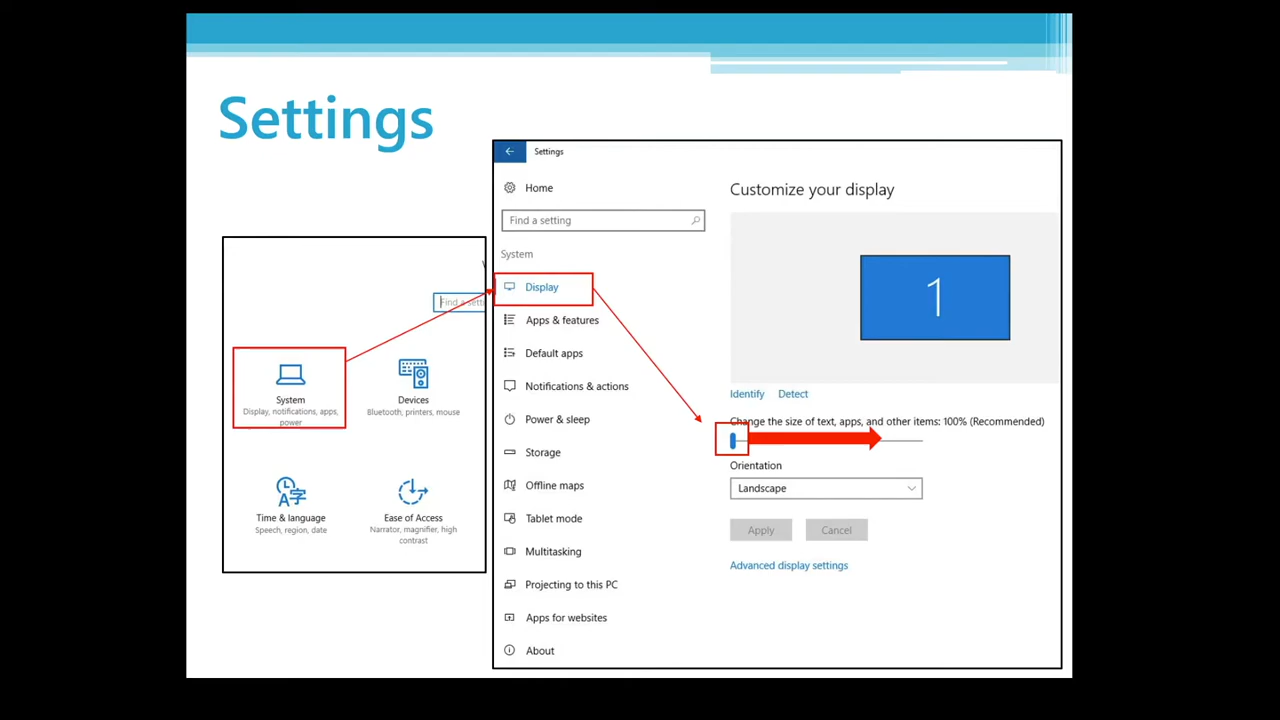 Settings
Find a setti
System
Display, notifications, apps,
power
Devices
Bluetooth, printers, mouse
Time & language
Speech, region, date
Ease of Access
Narrator, magnifier, high
contrast
Settings
Home
Find a setting
System
Display
Apps & features
Default apps
Notifications & actions
Power & sleep
Storage
Offline maps
Tablet mode
Multitasking
Projecting to this PC
Apps for websites
About
Customize your display
1
Identify Detect
Change the size of text, apps, and other items: 100% (Recommended)
Orientation
Landscape
Apply Cancel
Advanced display settings